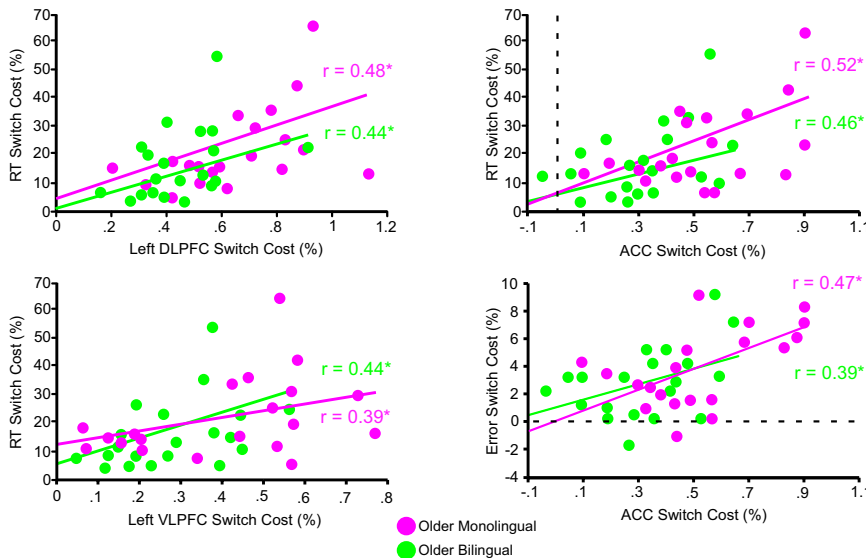 70
60
50
40
30
20
10
0
RT Switch Cost (%)
r = 0.48*
r = 0.44*
0 .2 .4 .6 .8 1 1.2
Left DLPFC Switch Cost (%)
70
60
50
40
30
20
10
0
RT Switch Cost (%)
r = 0.52*
r = 0.46*
-.1 .1 .3 .5 .7 .9 1.1
ACC Switch Cost (%)
70
60
50
40
30
20
10
0
RT Switch Cost (%)
r = 0.44*
r = 0.39*
0 .1 .2 .3 .4 .5 .6 .7 .8
Left VLPFC Switch Cost (%)
10
8
6
4
2
0
-2
-4
Error Switch Cost (%)
r = 0.47*
r = 0.39*
-.1 .1 .3 .5 .7 .9 1.1
ACC Switch Cost (%)
Older Monolingual
Older Bilingual